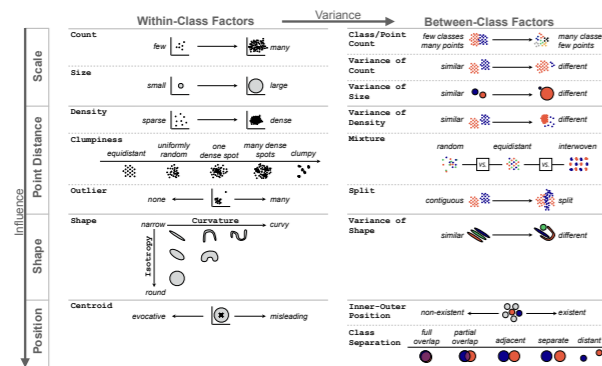 Within-Class Factors
Variance
Between-Class Factors
Influence
Scale
Count
few
many
Size
small
large
Class/Point
Count
few classes
many points
many classes
few points
Variance
of Count
similar
different
Variance
of Size
similar
different
Point Distance
Density
sparse
dense
Clumpiness
equidistant
uniformly
random
one
dense spot
many dense
spots
clumpy
Outlier
none
many
Variance
of Density
similar
different
Mixture
random
equidistant
interwoven
vs.
vs.
Split
contiguous
split
Shape
Shape
narrow
Curvature
curvy
Isotropy
round
Variance of
Shape
similar
different
Position
Centroid
evocative
misleading
Inner-Outer
Position
non-existent
existent
Class
Separation
full
overlap
partial
overlap
adjacent
separate
distant